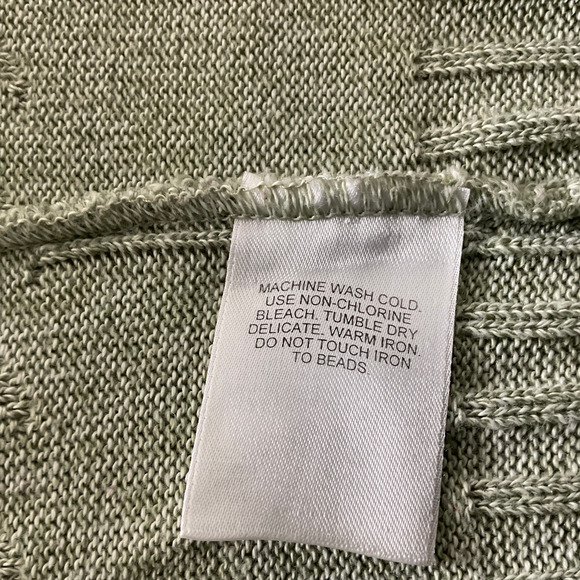 MACHINE WASH COLD.
USE NON-CHLORINE
BLEACH. TUMBLE DRY
DELICATE. WARM IRON.
DO NOT TOUCH IRON
TO BEADS.